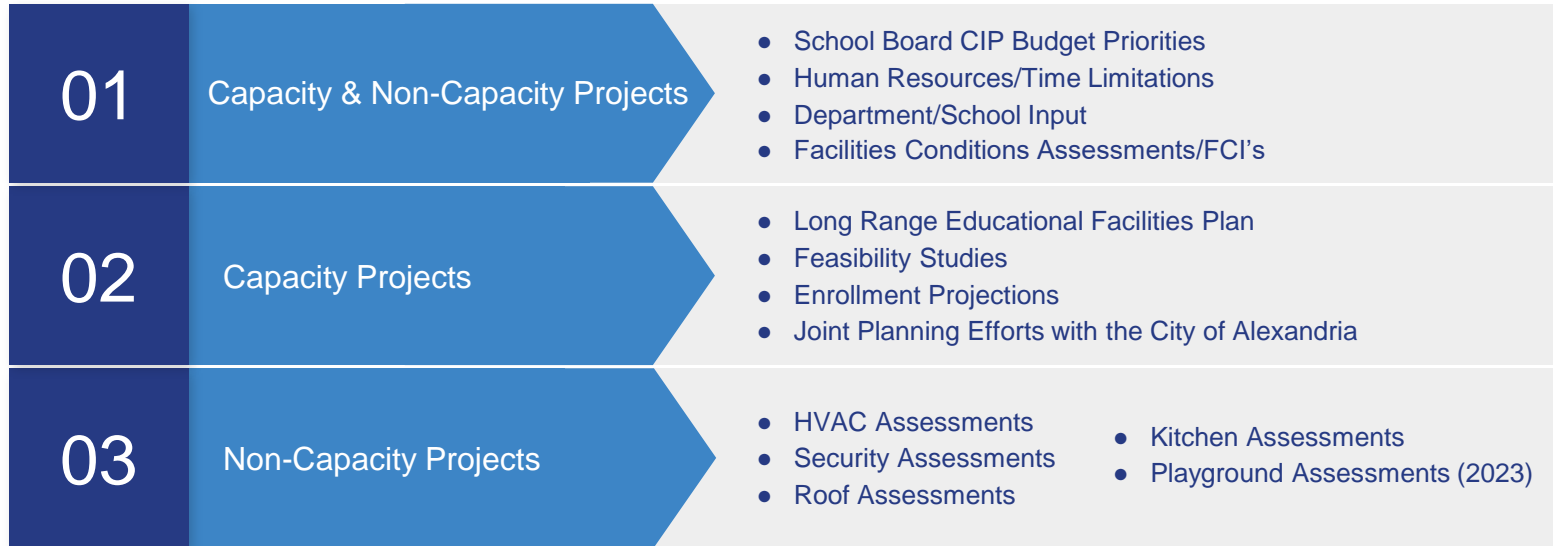 01
Capacity & Non-Capacity Projects
● School Board CIP Budget Priorities
● Human Resources/Time Limitations
● Department/School Input
● Facilities Conditions Assessments/FCI's
02
Capacity Projects
● Long Range Educational Facilities Plan
● Feasibility Studies
● Enrollment Projections
● Joint Planning Efforts with the City of Alexandria
03
Non-Capacity Projects
● HVAC Assessments
● Security Assessments
● Roof Assessments
● Kitchen Assessments
● Playground Assessments (2023)